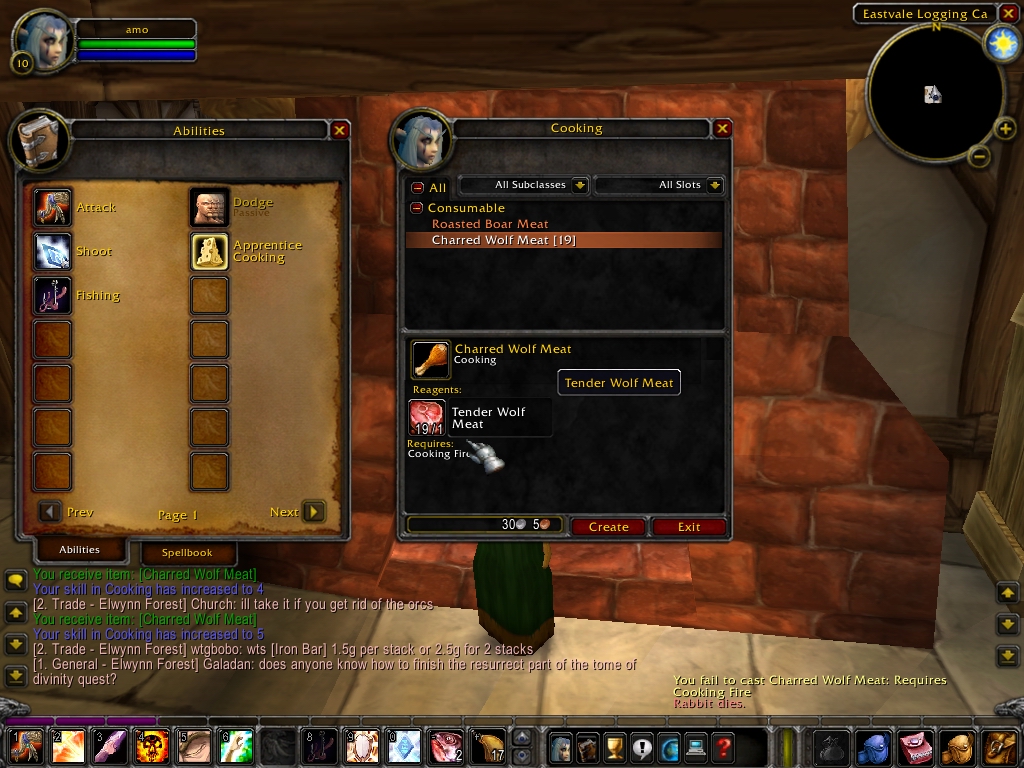 amo
10
Eastvale Logging Ca
N
Abilities
Attack
Dodge
Passive
Shoot
Apprentice
Cooking
Fishing
Prev
Page 1
Next
Abilities
Spellbook
Cooking
All
All Subclasses
All Slots
Consumable
Roasted Boar Meat
Charred Wolf Meat [19]
Charred Wolf Meat
Cooking
Tender Wolf Meat
Reagents:
Tender Wolf
Meat
19/1
Requires:
Cooking Fire
30 5
Create
Exit
You receive item: [Charred Wolf Meat]
Your skill in Cooking has increased to 4
[2. Trade - Elwynn Forest] Church: ill take it if you get rid of the orcs
You receive item: [Charred Wolf Meat]
Your skill in Cooking has increased to 5
[2. Trade - Elwynn Forest] wtgbobo: wts [Iron Bar] 1.5g per stack or 2.5g for 2 stacks
[1. General - Elwynn Forest] Galadan: does anyone know how to finish the resurrect part of the tome of
divinity quest?
You fail to cast Charred Wolf Meat: Requires
Cooking Fire
Rabbit dies.
1 2 3 4 5 6 8 9 0 - 2 = 17